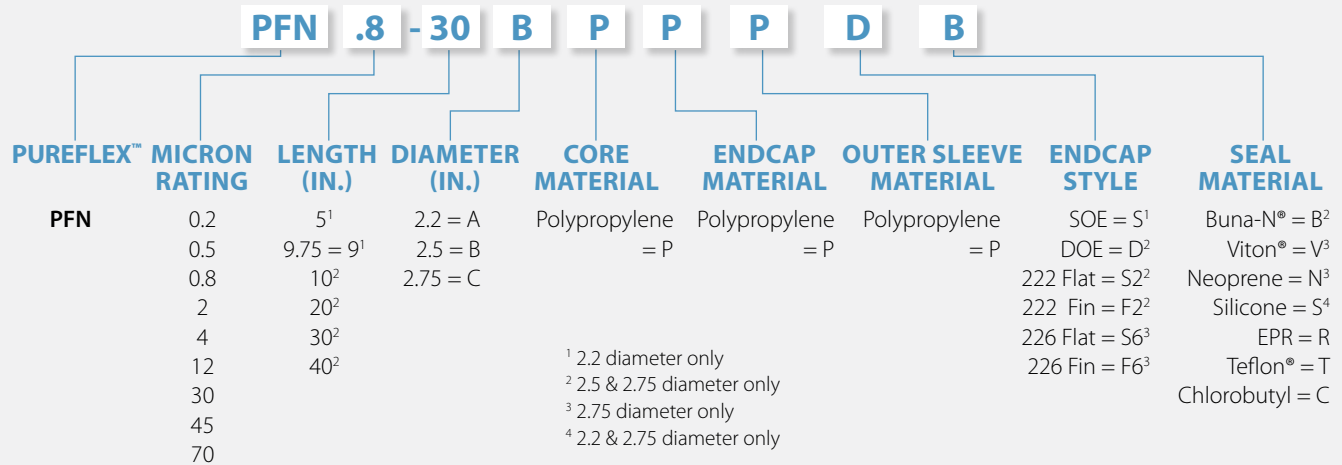 PFN .8 - 30 B P P P D B
PUREFLEX™ MICRON RATING LENGTH (IN.) DIAMETER (IN.) CORE MATERIAL ENDCAP MATERIAL OUTER SLEEVE MATERIAL ENDCAP STYLE SEAL MATERIAL
PFN 0.2 5¹ 2.2 = A Polypropylene Polypropylene Polypropylene SOE = S¹ Buna-N® = B²
0.5 9.75 = 9¹ 2.5 = B = P = P = P DOE = D² Viton® = V³
0.8 10² 2.75 = C 222 Flat = S2² Neoprene = N³
2 20² 222 Fin = F2² Silicone = S⁴
4 30² 226 Flat = S6³ EPR = R
12 40² 226 Fin = F6³ Teflon® = T
30 Chlorobutyl = C
45
70
¹ 2.2 diameter only
² 2.5 & 2.75 diameter only
³ 2.75 diameter only
⁴ 2.2 & 2.75 diameter only